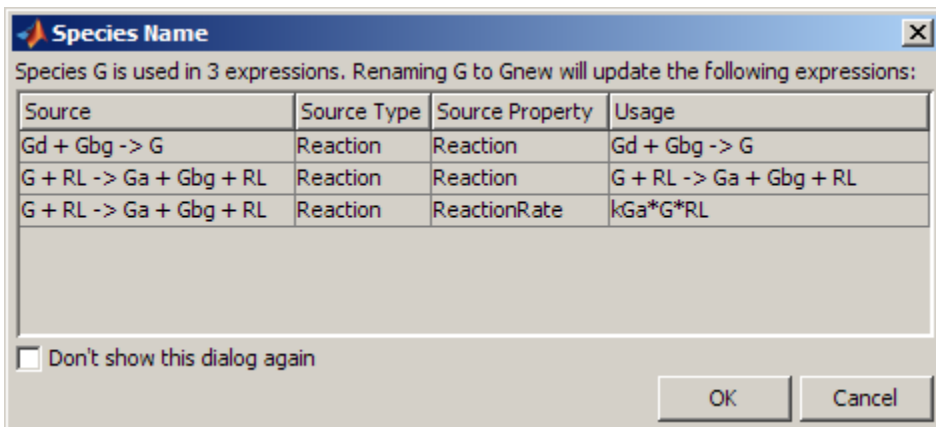 Species Name
Species G is used in 3 expressions. Renaming G to Gnew will update the following expressions:
Source Source Type Source Property Usage
Gd + Gbg -> G Reaction Reaction Gd + Gbg -> G
G + RL -> Ga + Gbg + RL Reaction Reaction G + RL -> Ga + Gbg + RL
G + RL -> Ga + Gbg + RL Reaction ReactionRate kGa*G*RL
Don't show this dialog again
OK Cancel